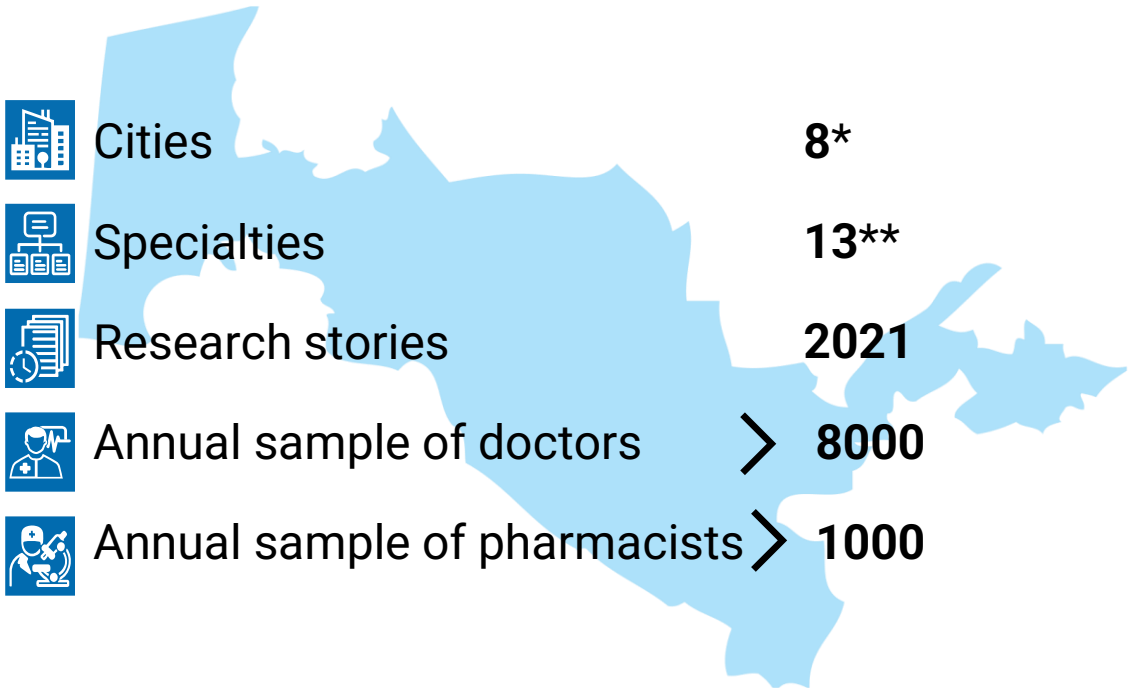 Cities 8*
Specialties 13**
Research stories 2021
Annual sample of doctors > 8000
Annual sample of pharmacists > 1000